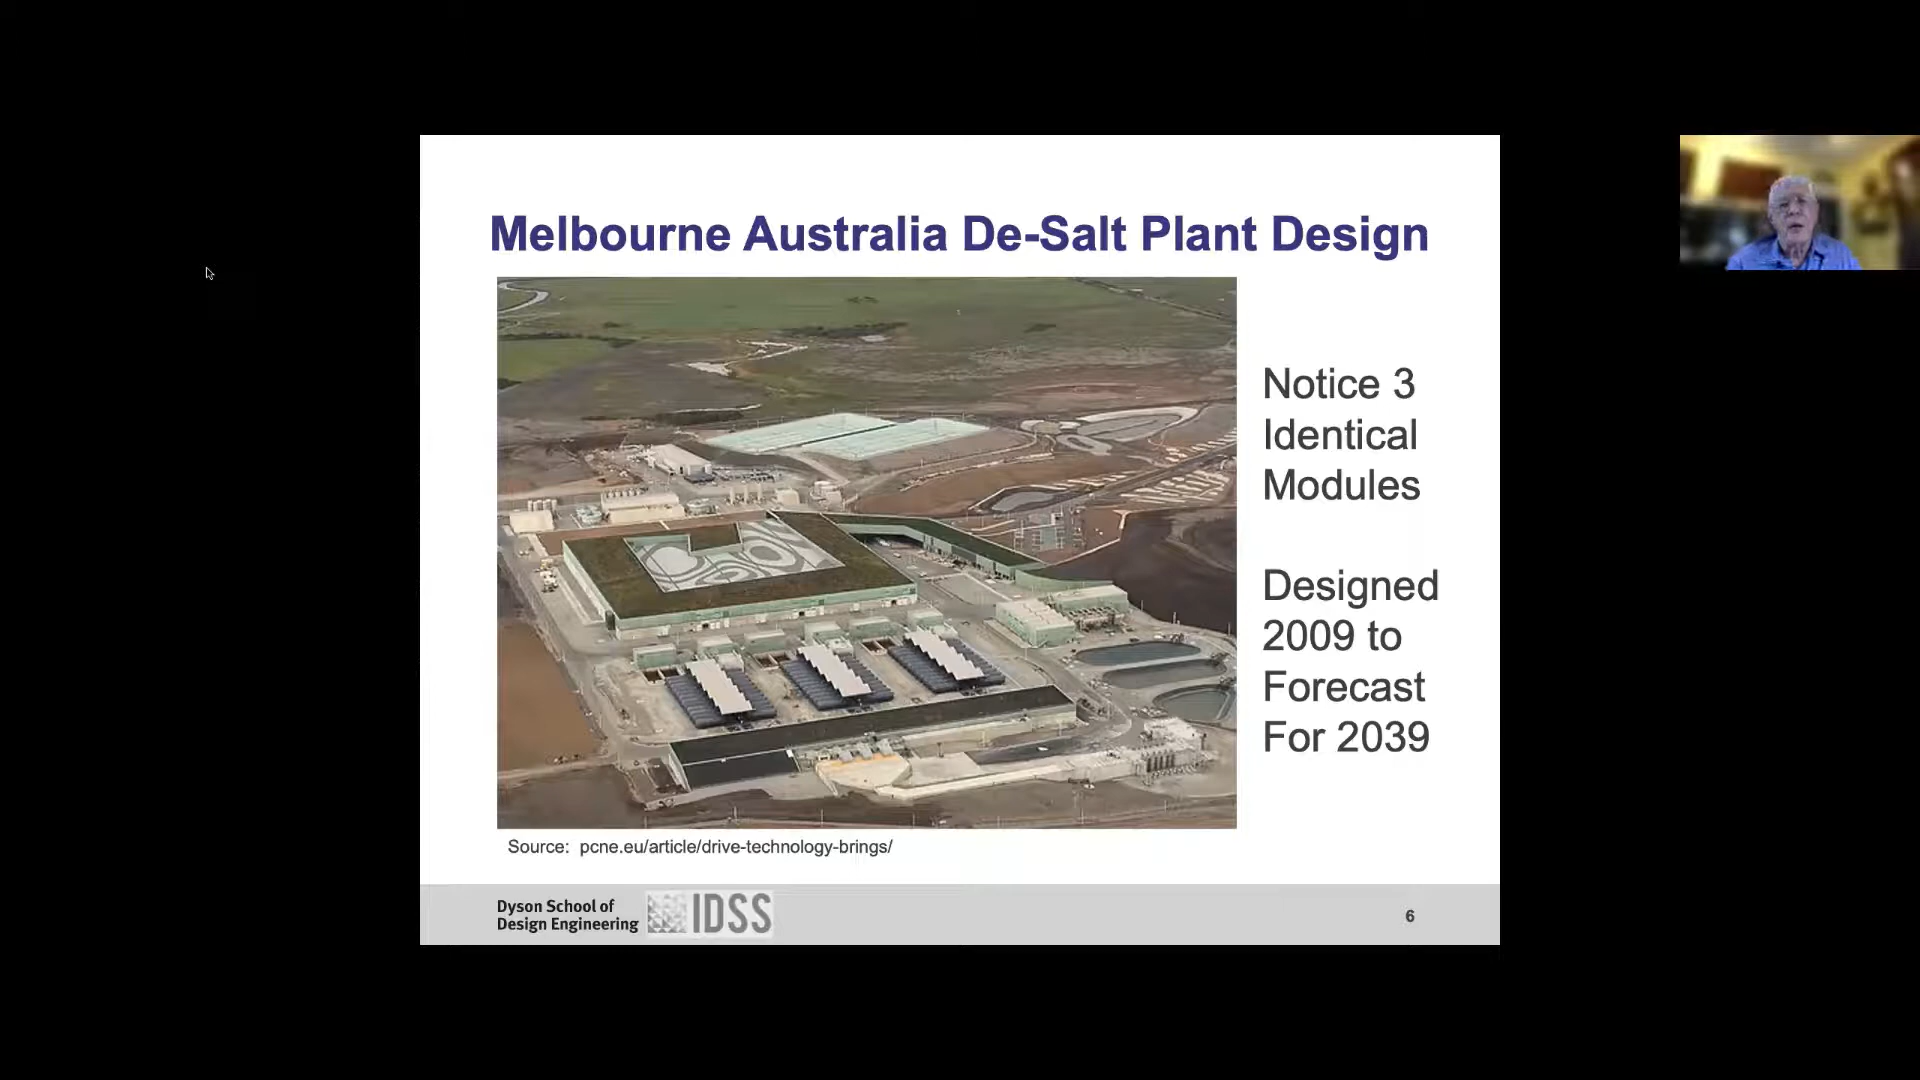 Melbourne Australia De-Salt Plant Design
Notice 3
Identical
Modules
Designed
2009 to
Forecast
For 2039
Source: pcne.eu/article/drive-technology-brings/
Dyson School of
Design Engineering
IDSS
6